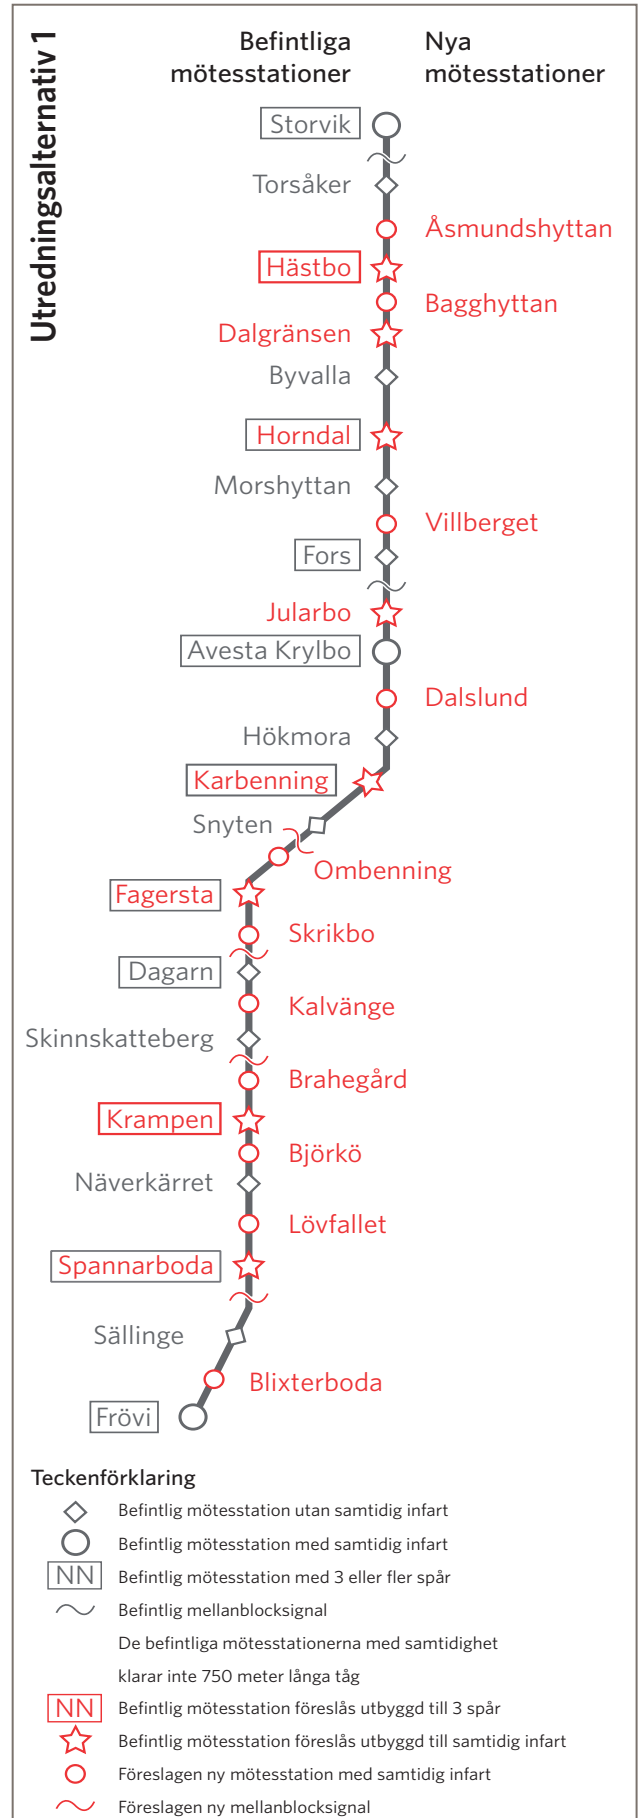 Utredningsalternativ 1
Befintliga
mötesstationer
Nya
mötesstationer
Storvik
Torsåker
Åsmundshyttan
Hästbo
Bagghyttan
Dalgränsen
Byvalla
Horndal
Morshyttan
Villberget
Fors
Jularbo
Avesta Krylbo
Dalslund
Hökmora
Karbenning
Snyten
Ombenning
Fagersta
Skrikbo
Dagarn
Kalvänge
Skinnskatteberg
Brahegård
Krampen
Björkö
Näverkärret
Lövfallet
Spannarboda
Sällinge
Blixterboda
Frövi
Teckenförklaring
Befintlig mötesstation utan samtidig infart
Befintlig mötesstation med samtidig infart
NN Befintlig mötesstation med 3 eller fler spår
Befintlig mellanblocksignal
De befintliga mötesstationerna med samtidighet
klarar inte 750 meter långa tåg
NN Befintlig mötesstation föreslås utbyggd till 3 spår
Befintlig mötesstation föreslås utbyggd till samtidig infart
Föreslagen ny mötesstation med samtidig infart
Föreslagen ny mellanblocksignal